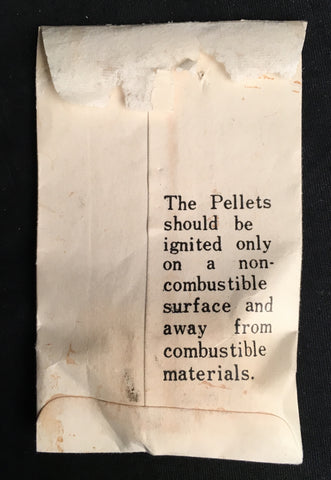 The Pellets
should be
ignited only
on a non-
combustible
surface and
away from
combustible
materials.